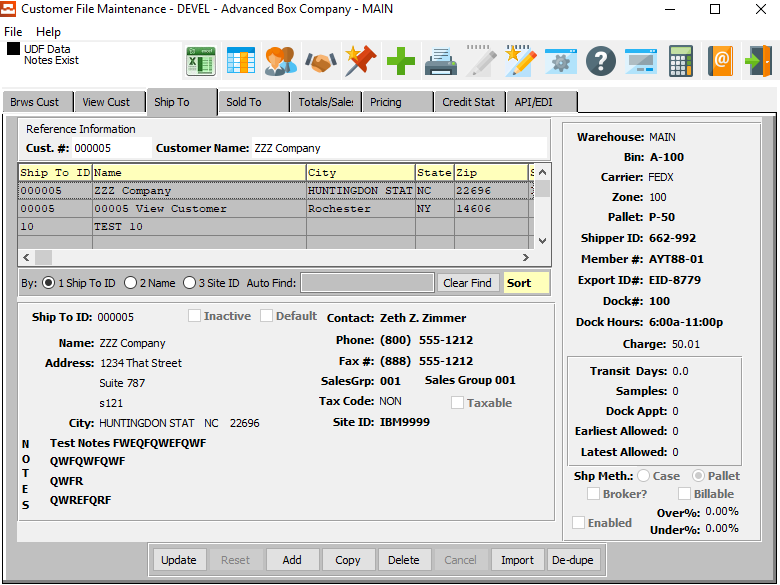 Customer File Maintenance - DEVEL - Advanced Box Company - MAIN
File Help
UDF Data
Notes Exist
Brws Cust View Cust Ship To Sold To Totals/Sales Pricing Credit Stat API/EDI
Reference Information
Cust. #: 000005 Customer Name: ZZZ Company
Ship To ID Name City State Zip
000005 ZZZ Company HUNTINGDON STAT NC 22696
00005 00005 View Customer Rochester NY 14606
10 TEST 10
By: 1 Ship To ID 2 Name 3 Site ID Auto Find: Clear Find Sort
Ship To ID: 000005 Inactive Default Contact: Zeth Z. Zimmer
Name: ZZZ Company Phone: (800) 555-1212
Address: 1234 That Street Fax #: (888) 555-1212
Suite 787 SalesGrp: 001 Sales Group 001
s121 Tax Code: NON Taxable
City: HUNTINGDON STAT NC 22696 Site ID: IBM9999
NOTES
Test Notes FWEQFQWEFQWF
QWFQWFQWF
QWFR
QWREFQRF
Warehouse: MAIN
Bin: A-100
Carrier: FEDX
Zone: 100
Pallet: P-50
Shipper ID: 662-992
Member #: AYT88-01
Export ID#: EID-8779
Dock#: 100
Dock Hours: 6:00a-11:00p
Charge: 50.01
Transit Days: 0.0
Samples: 0
Dock Appt: 0
Earliest Allowed: 0
Latest Allowed: 0
Shp Meth.: Case Pallet
Broker? Billable
Over%: 0.00%
Enabled Under%: 0.00%
Update Reset Add Copy Delete Cancel Import De-dupe